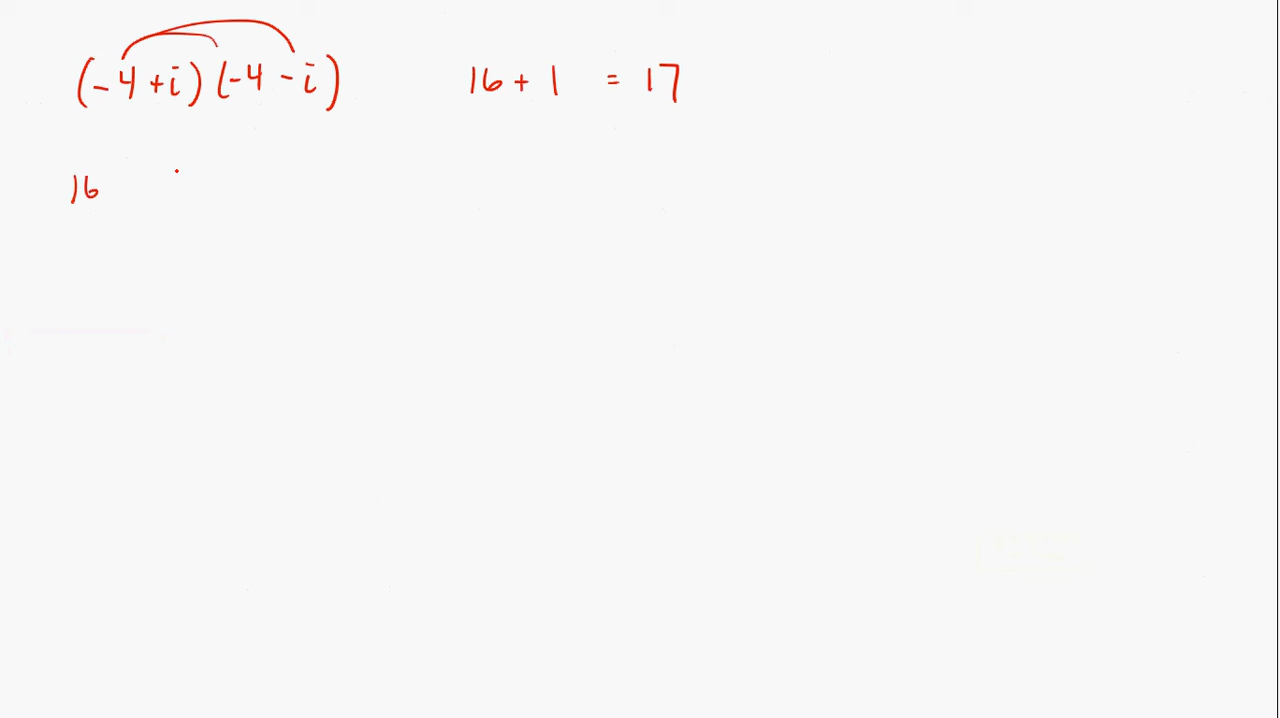 (-4+i)(-4-i) 16+1 = 17
16